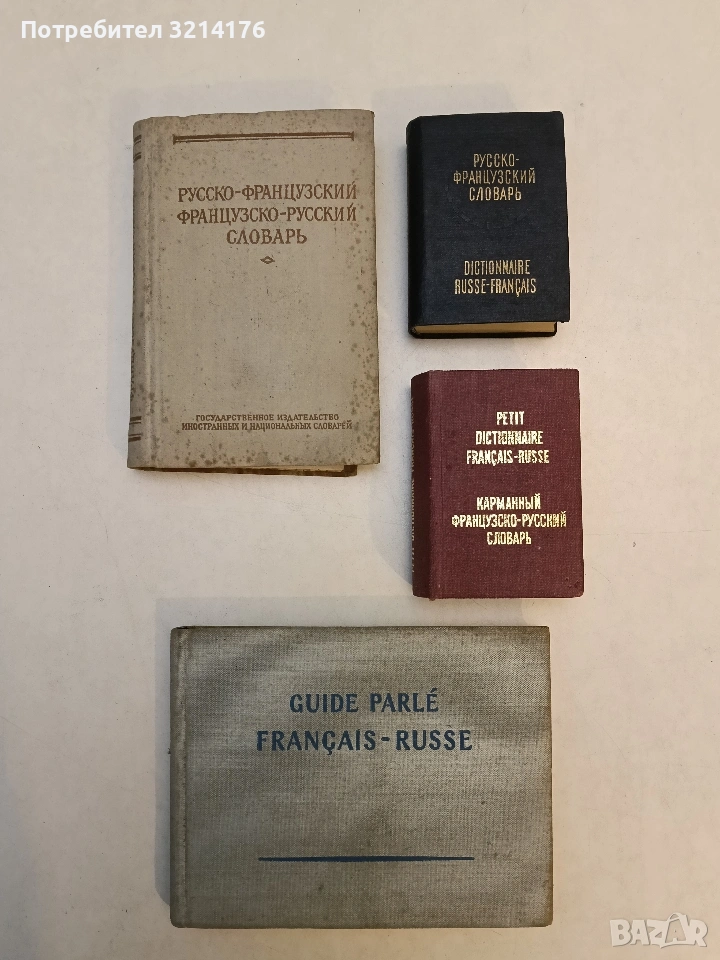 Потребител 3214176
РУССКО-ФРАНЦУЗСКИЙ
ФРАНЦУЗСКО-РУССКИЙ
СЛОВАРЬ
ГОСУДАРСТВЕННОЕ ИЗДАТЕЛЬСТВО
ИНОСТРАННЫХ И НАЦИОНАЛЬНЫХ СЛОВАРЕЙ
РУССКО-
ФРАНЦУЗСКИЙ
СЛОВАРЬ
DICTIONNAIRE
RUSSE-FRANÇAIS
PETIT
DICTIONNAIRE
FRANÇAIS-RUSSE
КАРМАННЫЙ
ФРАНЦУЗСКО-РУССКИЙ
СЛОВАРЬ
GUIDE PARLÉ
FRANÇAIS-RUSSE
BAZAR